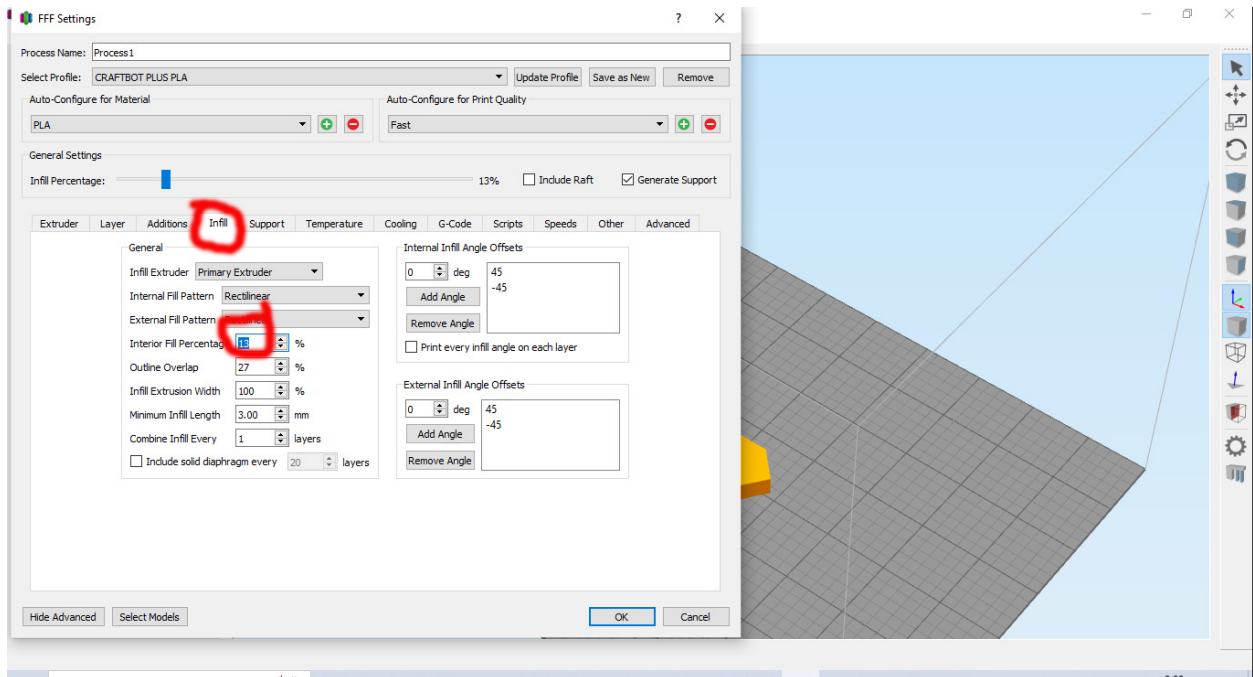 FFF Settings
?
Process Name: Process1
Select Profile: CRAFTBOT PLUS PLA Update Profile Save as New Remove
Auto-Configure for Material Auto-Configure for Print Quality
PLA Fast
General Settings
Infill Percentage: 13% Include Raft Generate Support
Extruder Layer Additions Infill Support Temperature Cooling G-Code Scripts Speeds Other Advanced
General
Infill Extruder Primary Extruder
Internal Fill Pattern Rectilinear
External Fill Pattern
Interior Fill 13 %
Outline Overlap 27 %
Infill Extrusion Width 100 %
Minimum Infill Length 3.00 mm
Combine Infill Every 1 layers
Include solid diaphragm every 20 layers
Internal Infill Angle Offsets
0 deg 45
-45
Add Angle
Remove Angle
Print every infill angle on each layer
External Infill Angle Offsets
0 deg 45
-45
Add Angle
Remove Angle
Hide Advanced Select Models OK Cancel